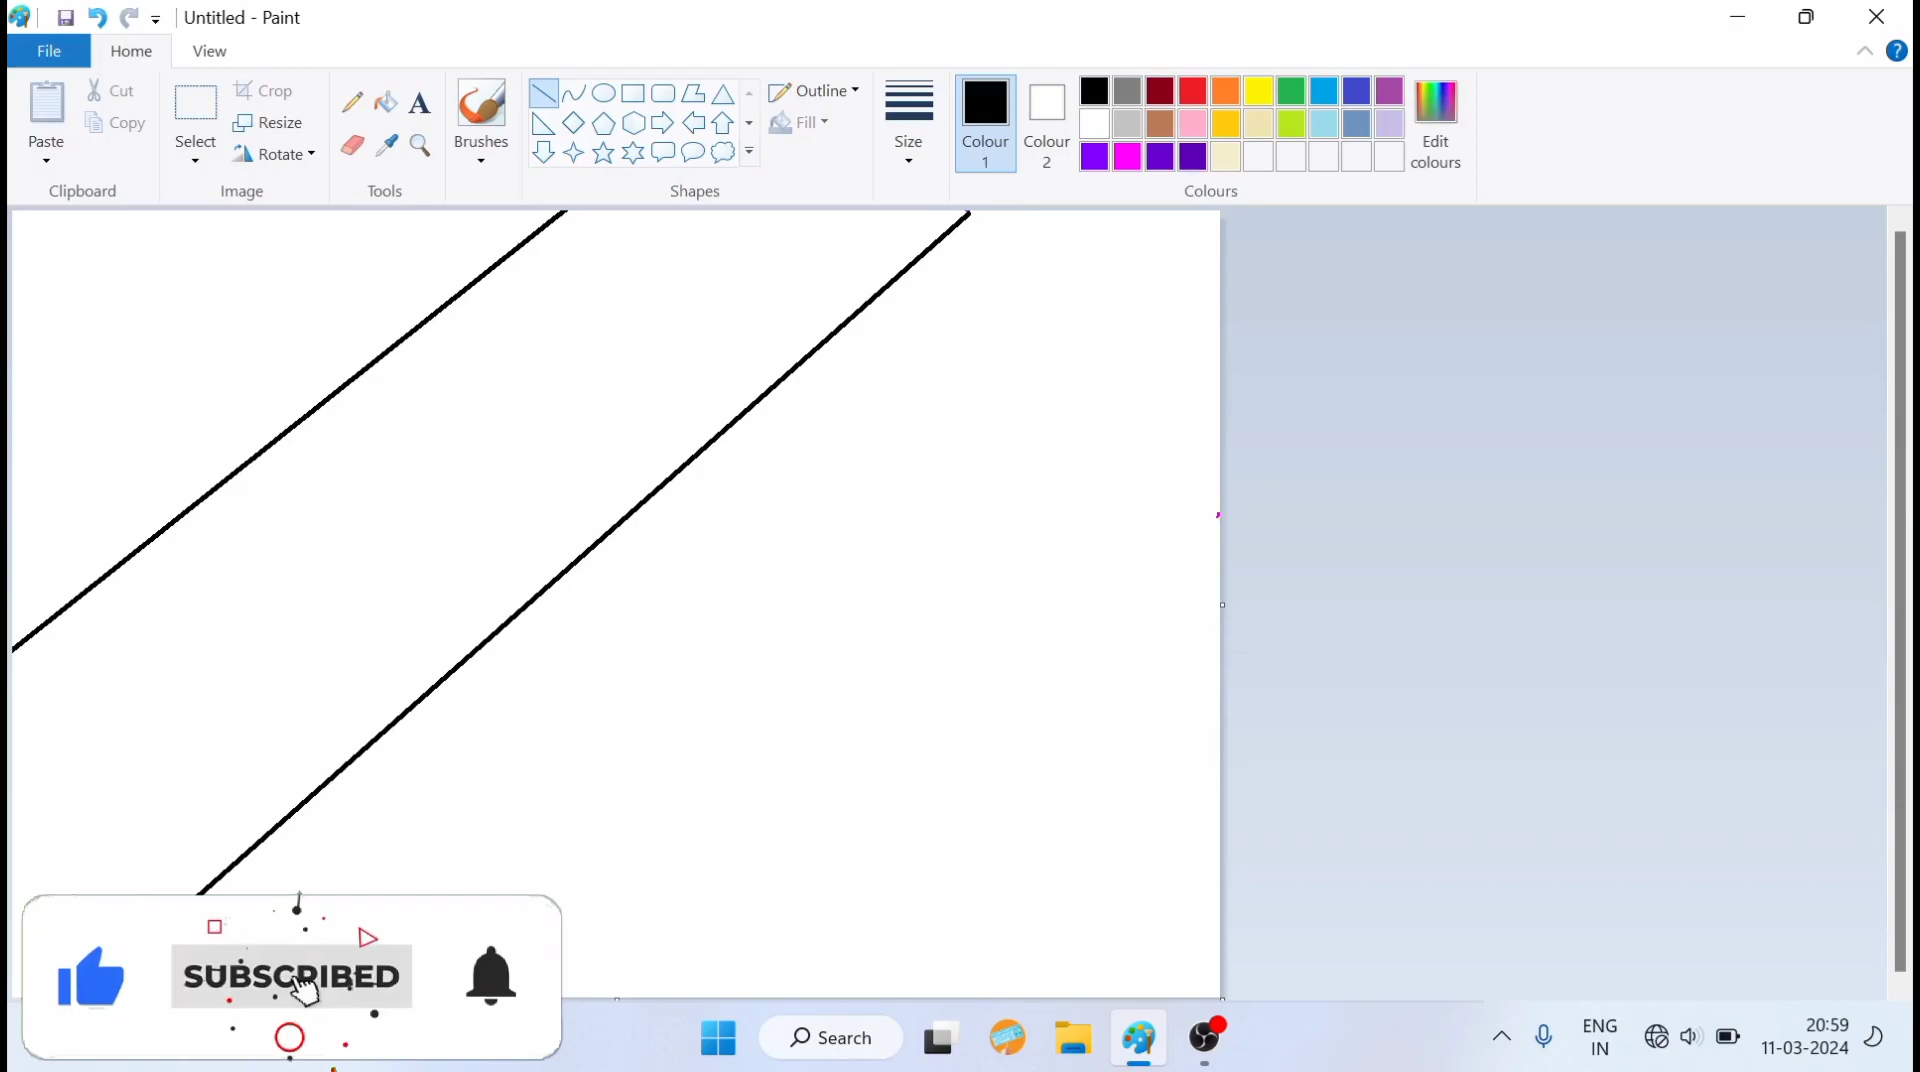 Untitled - Paint
File Home View
Paste
Cut
Copy
Clipboard
Select
Crop
Resize
Rotate
Image
A
Tools
Brushes
Outline
Fill
Shapes
Size
Colour 1
Colour 2
Edit colours
Colours
SUBSCRIBED
Search
ENG
IN
20:59
11-03-2024